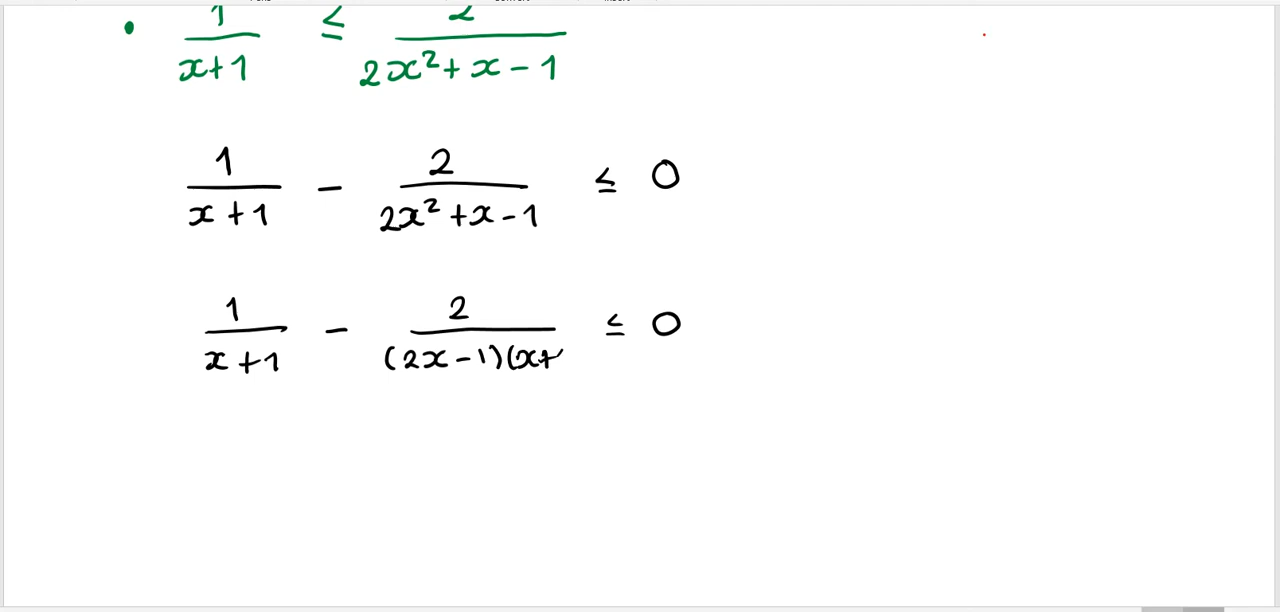 • 1/(x+1) ≤ 2/(2x²+x-1)
1/(x+1) - 2/(2x²+x-1) ≤ 0
1/(x+1) - 2/((2x-1)(x+ ≤ 0